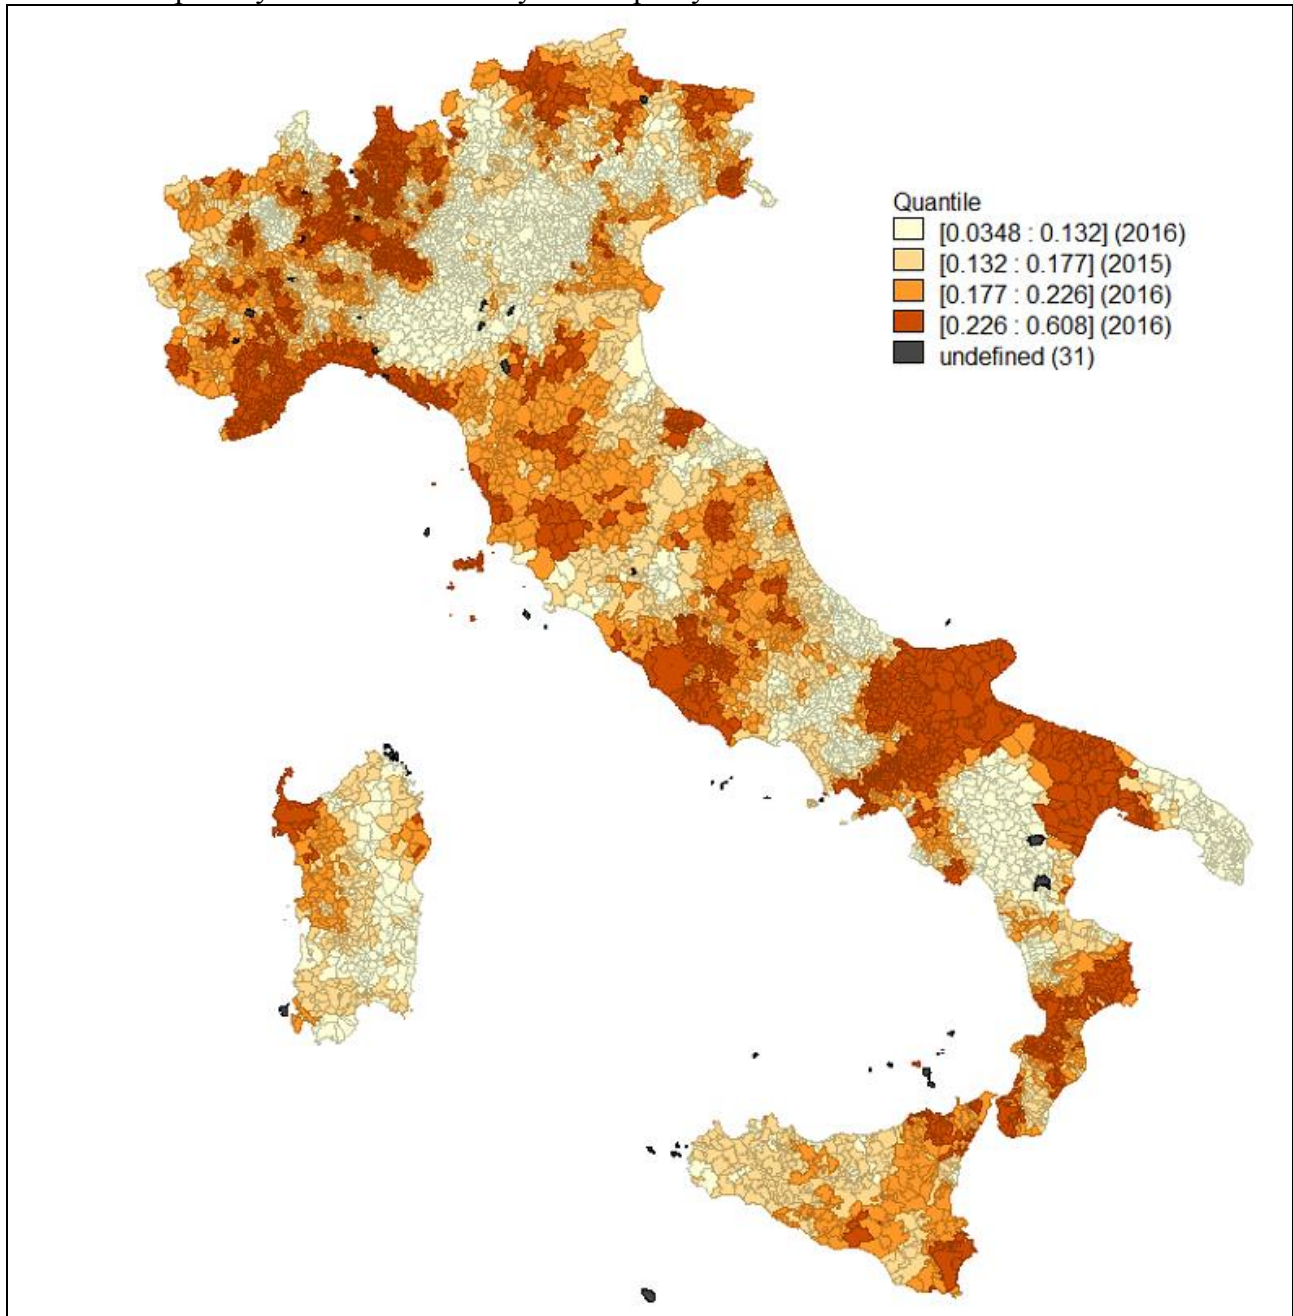 Quantile
[0.0348 : 0.132] (2016)
[0.132 : 0.177] (2015)
[0.177 : 0.226] (2016)
[0.226 : 0.608] (2016)
undefined (31)